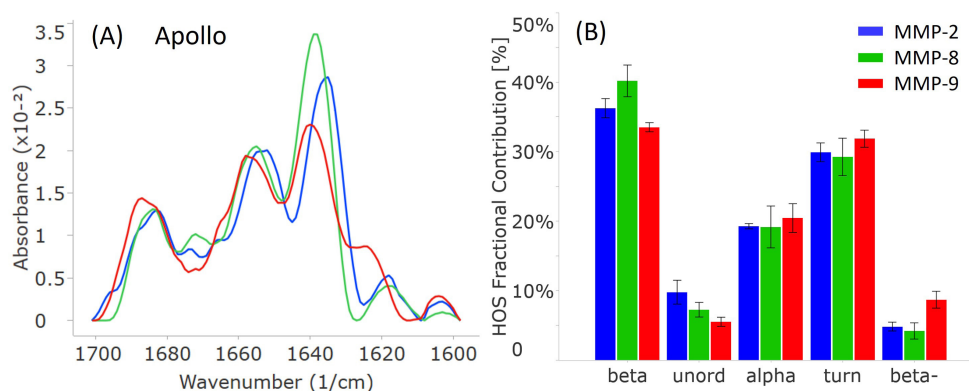 (A) Apollo
3.5
3
2.5
2
1.5
1
0.5
0
Absorbance (x10⁻²)
1700 1680 1660 1640 1620 1600
Wavenumber (1/cm)
(B)
MMP-2
MMP-8
MMP-9
50%
40%
30%
20%
10%
0
HOS Fractional Contribution [%]
beta unord alpha turn beta-